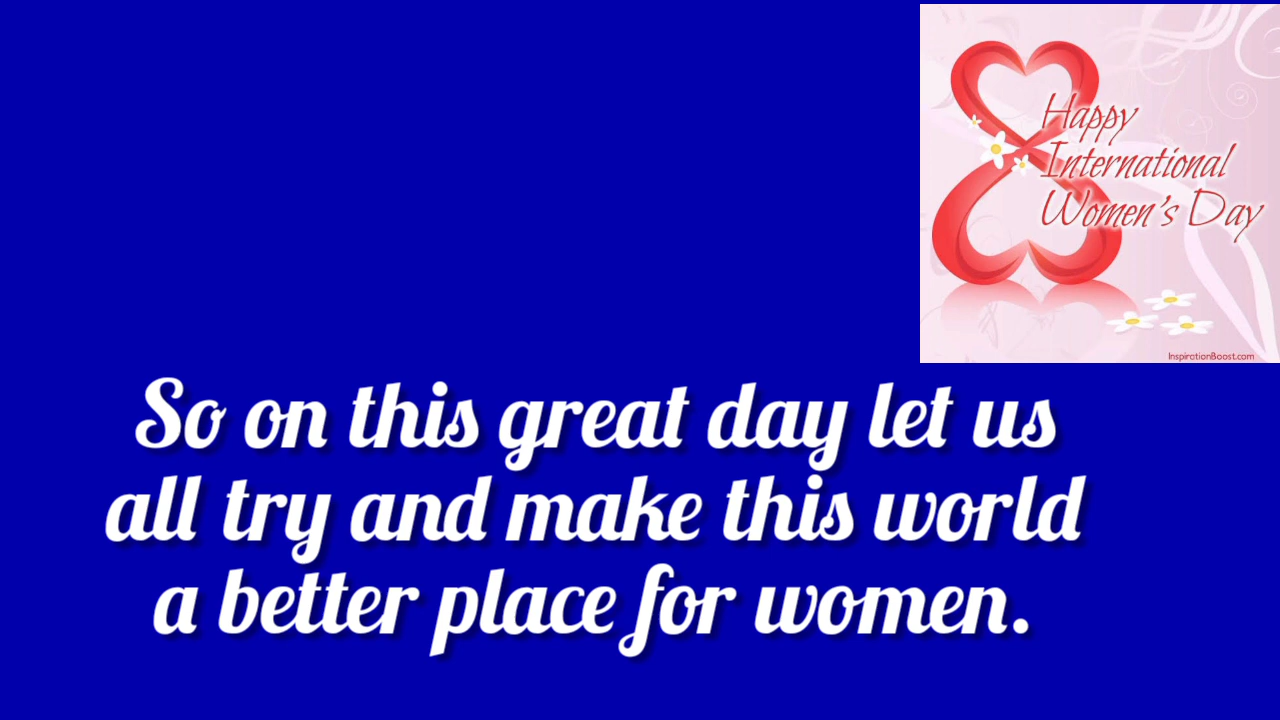 Happy
International
Women's Day
InspirationBoost.com
So on this great day let us
all try and make this world
a better place for women.